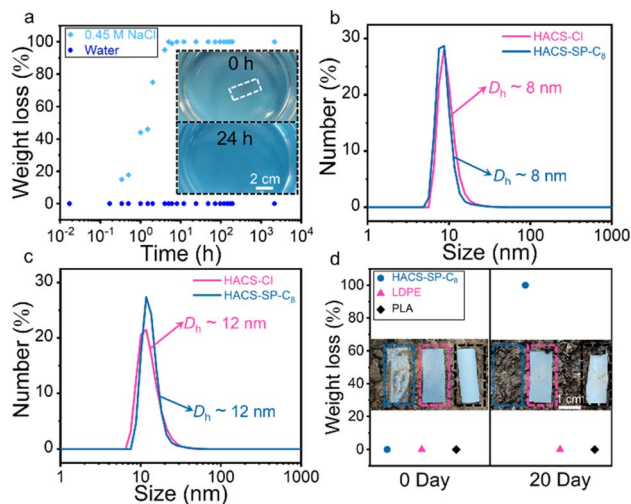 a
0.45 M NaCl
Water
Weight loss (%)
100
80
60
40
20
0
0 h
24 h
2 cm
10⁻² 10⁻¹ 10⁰ 10¹ 10² 10³ 10⁴
Time (h)
b
HACS-Cl
HACS-SP-C₈
Number (%)
30
20
10
0
Dₕ ~ 8 nm
Dₕ ~ 8 nm
1 10 100 1000
Size (nm)
c
HACS-Cl
HACS-SP-C₈
Number (%)
30
20
10
0
Dₕ ~ 12 nm
Dₕ ~ 12 nm
1 10 100 1000
Size (nm)
d
HACS-SP-C₈
LDPE
PLA
Weight loss (%)
100
80
60
40
20
0
1 cm
0 Day 20 Day